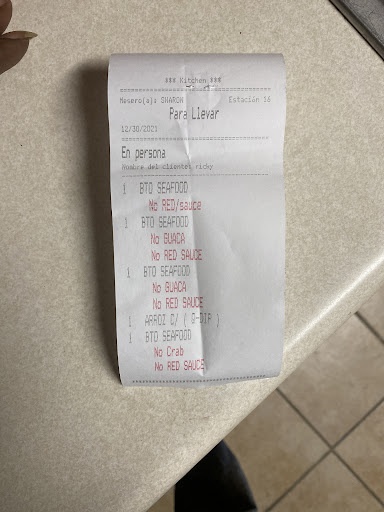 *** Kitchen ***
Mesero(s): SHARON Estación 16
Para Llevar
12/30/2021
En persona
Nombre del cliente: ricky
1 BTO SEAFOOD
No RED/sauce
1 BTO SEAFOOD
No GUACA
No RED SAUCE
1 BTO SEAFOOD
No GUACA
No RED SAUCE
1 ARROZ C/ ( Q-DIP )
1 BTO SEAFOOD
No Crab
No RED SAUCE